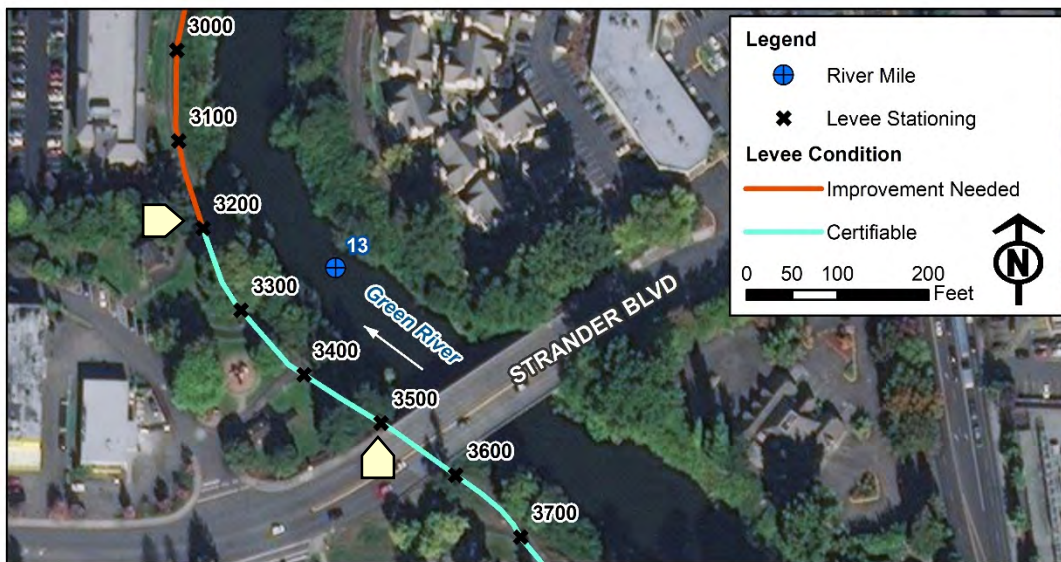 3000
3100
3200
3300
3400
3500
3600
3700
13
Green River
STRANDER BLVD
Legend
River Mile
Levee Stationing
Levee Condition
Improvement Needed
Certifiable
0 50 100 200
Feet
N